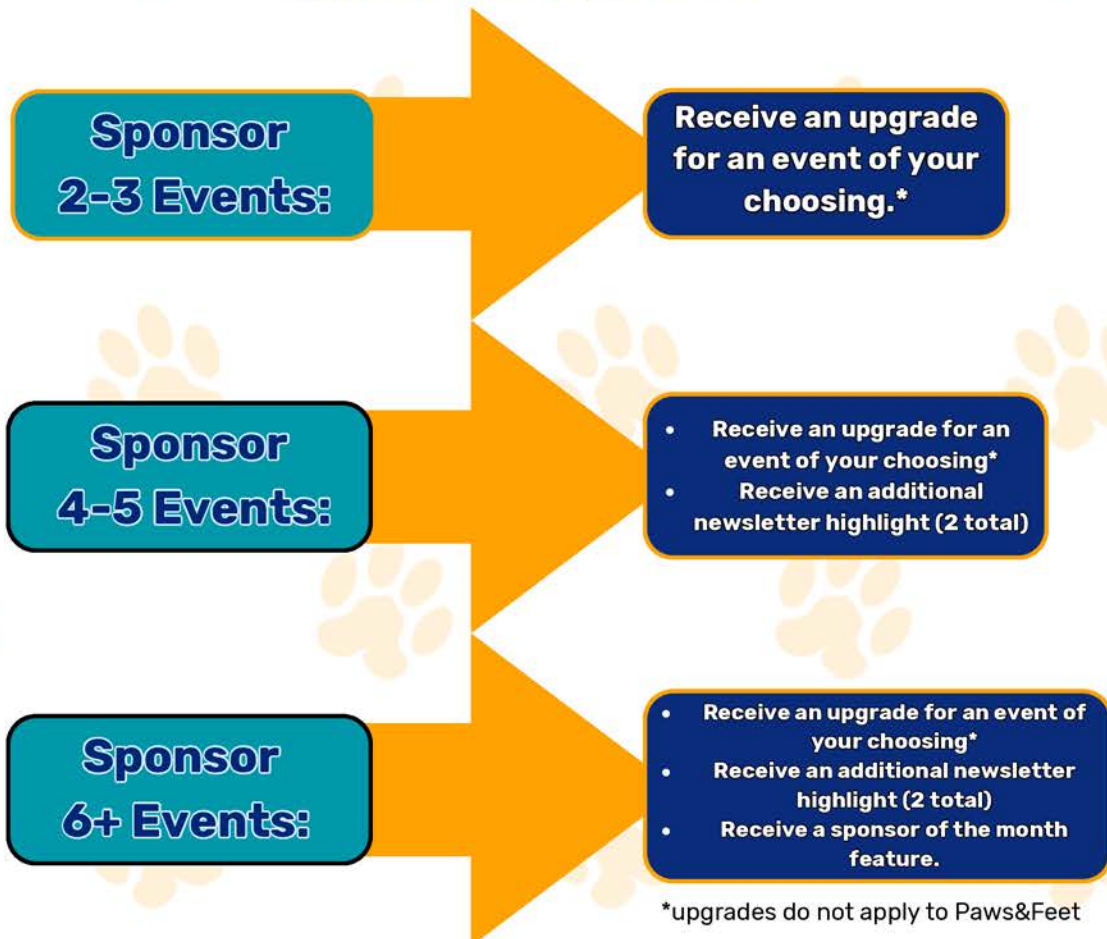 Sponsor
2-3 Events:
Receive an upgrade
for an event of your
choosing.*
Sponsor
4-5 Events:
• Receive an upgrade for an
event of your choosing*
• Receive an additional
newsletter highlight (2 total)
Sponsor
6+ Events:
• Receive an upgrade for an event of
your choosing*
• Receive an additional newsletter
highlight (2 total)
• Receive a sponsor of the month
feature.
*upgrades do not apply to Paws&Feet